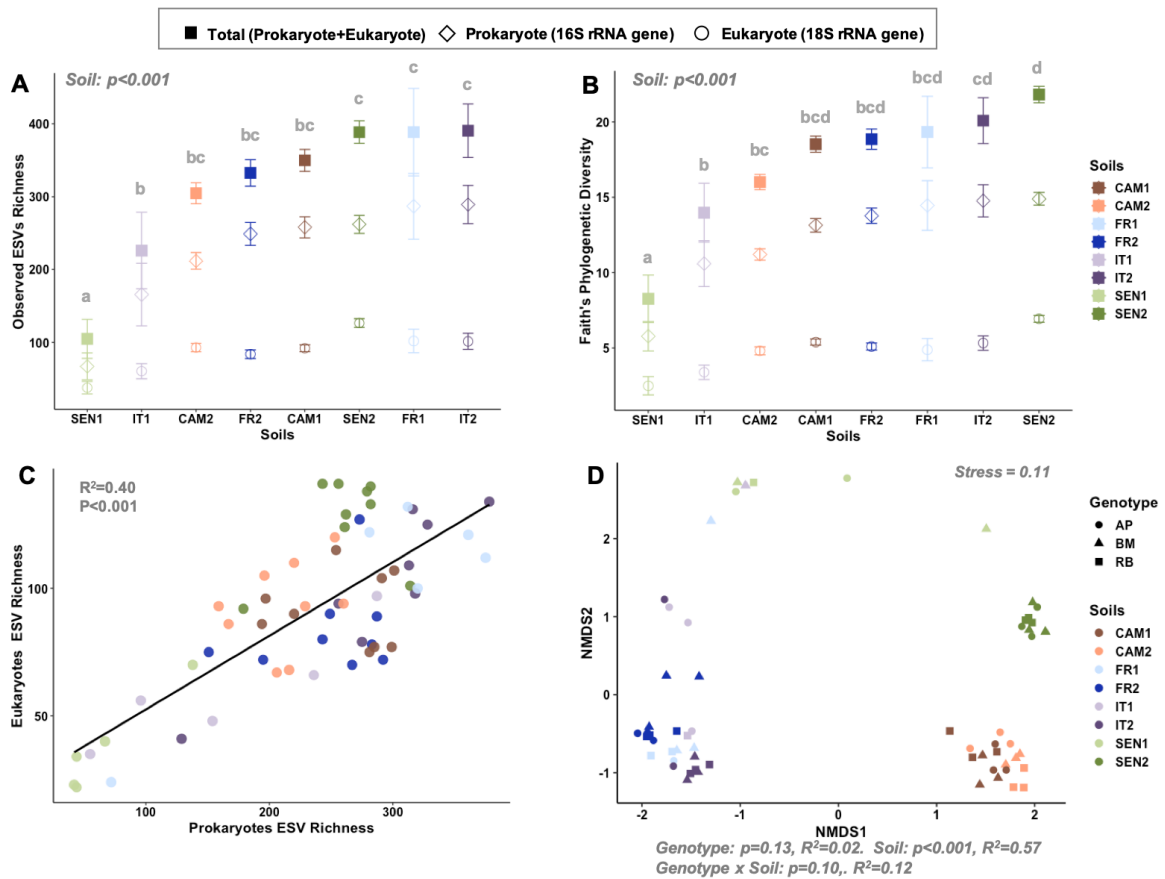 Total (Prokaryote+Eukaryote) Prokaryote (16S rRNA gene) Eukaryote (18S rRNA gene)
A
Soil: p<0.001
a
b
bc
bc
bc
c
c
c
Observed ESVs Richness
400
300
200
100
SEN1 IT1 CAM2 FR2 CAM1 SEN2 FR1 IT2
Soils
B
Soil: p<0.001
a
b
bc
bcd
bcd
bcd
cd
d
Faith's Phylogenetic Diversity
20
15
10
5
SEN1 IT1 CAM2 CAM1 FR2 FR1 IT2 SEN2
Soils
Soils
CAM1
CAM2
FR1
FR2
IT1
IT2
SEN1
SEN2
C
R²=0.40
P<0.001
Eukaryotes ESV Richness
100
50
100 200 300
Prokaryotes ESV Richness
D
Stress = 0.11
NMDS2
2
1
0
-1
-2 -1 0 1 2
NMDS1
Genotype: p=0.13, R²=0.02. Soil: p<0.001, R²=0.57
Genotype x Soil: p=0.10,. R²=0.12
Genotype
AP
BM
RB
Soils
CAM1
CAM2
FR1
FR2
IT1
IT2
SEN1
SEN2